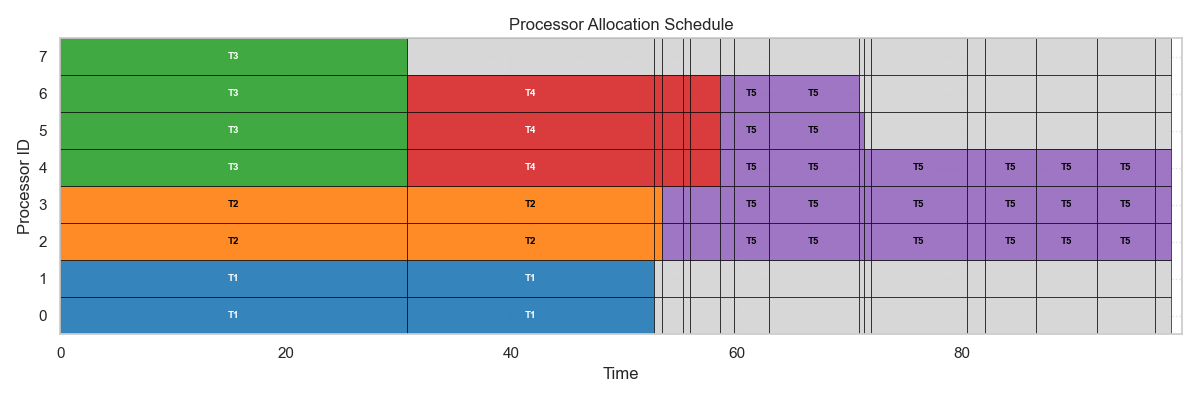 Processor Allocation Schedule
Processor ID
7 T3
6 T3 T4 T5 T5
5 T3 T4 T5 T5
4 T3 T4 T5 T5 T5 T5 T5 T5
3 T2 T2 T5 T5 T5 T5 T5 T5
2 T2 T2 T5 T5 T5 T5 T5 T5
1 T1 T1
0 T1 T1
0 20 40 60 80
Time